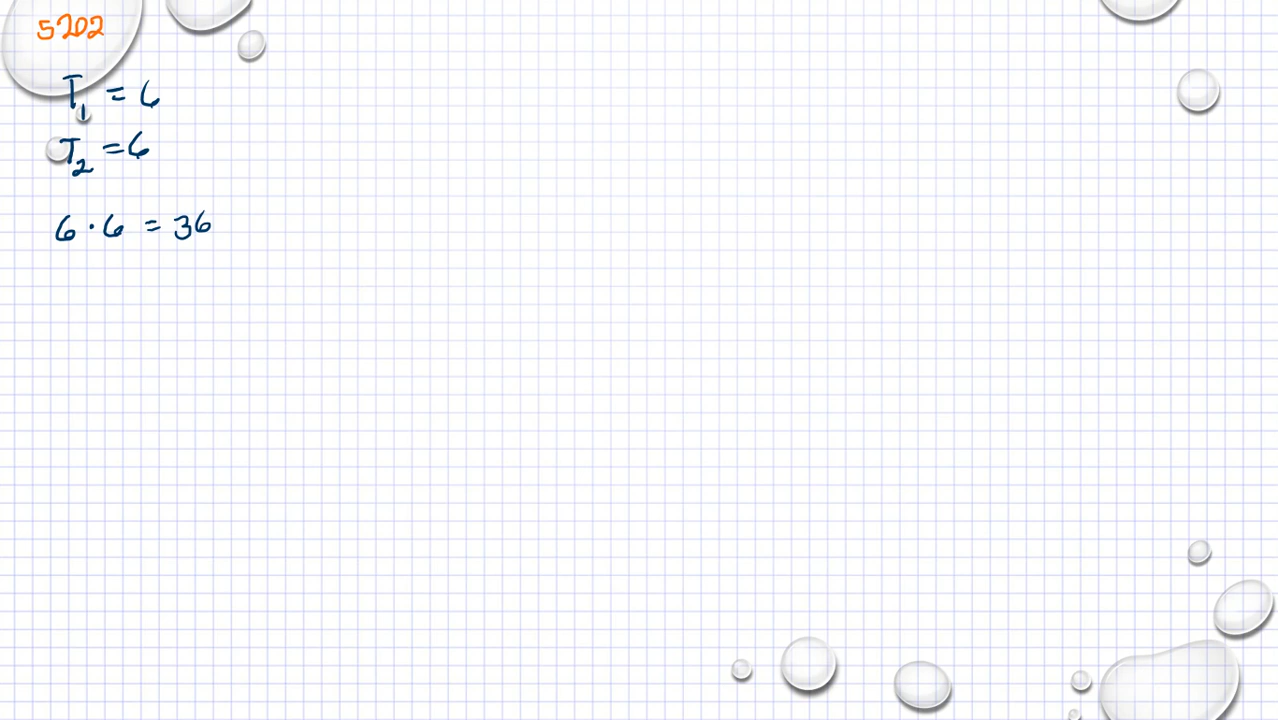 5202
T₁ = 6
T₂ = 6
6 · 6 = 36